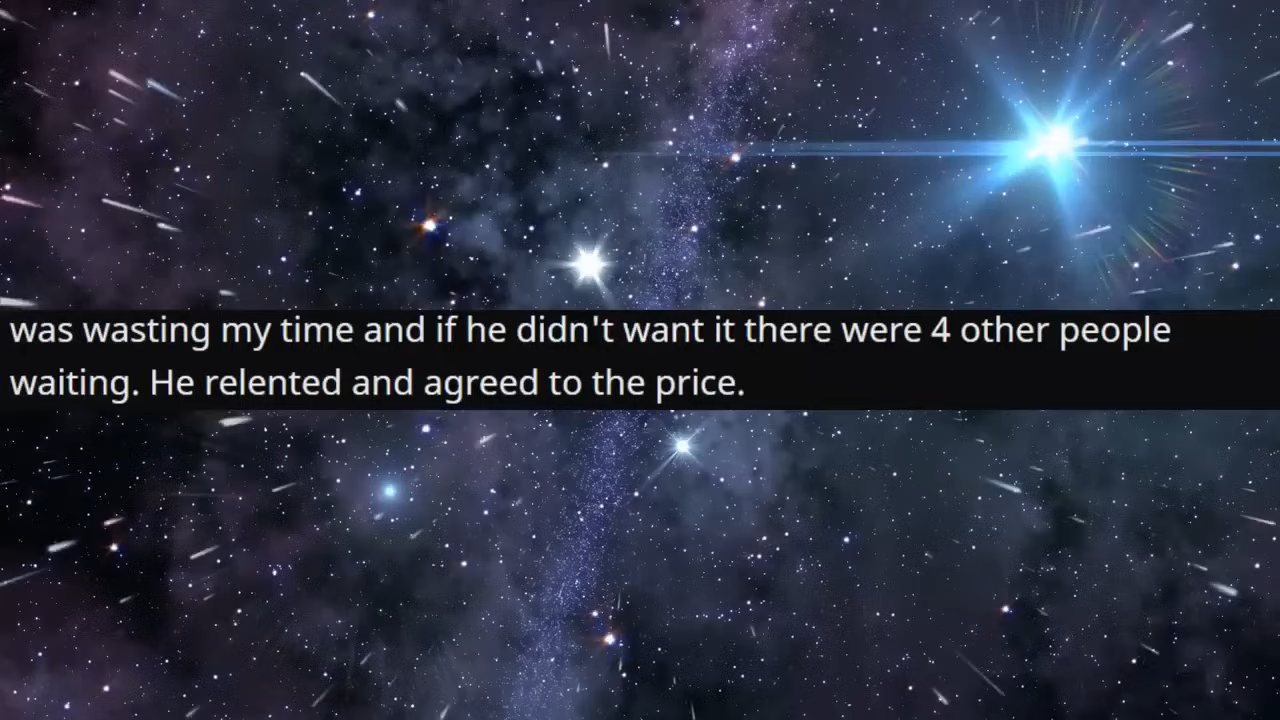 was wasting my time and if he didn't want it there were 4 other people
waiting. He relented and agreed to the price.